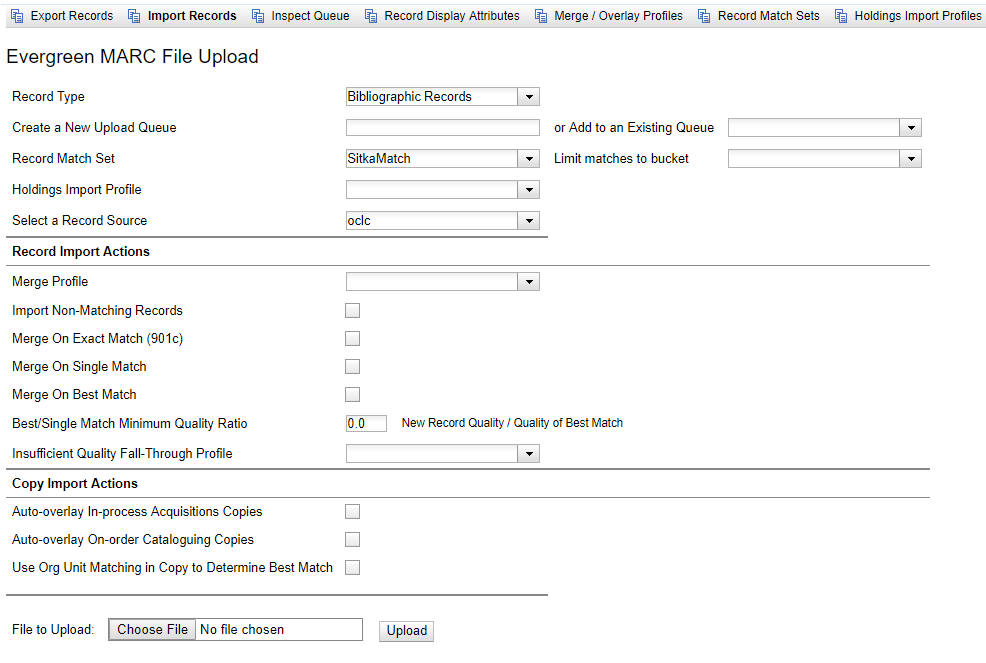 Export Records Import Records Inspect Queue Record Display Attributes Merge / Overlay Profiles Record Match Sets Holdings Import Profiles
Evergreen MARC File Upload
Record Type Bibliographic Records
Create a New Upload Queue or Add to an Existing Queue
Record Match Set SitkaMatch Limit matches to bucket
Holdings Import Profile
Select a Record Source oclc
Record Import Actions
Merge Profile
Import Non-Matching Records
Merge On Exact Match (901c)
Merge On Single Match
Merge On Best Match
Best/Single Match Minimum Quality Ratio 0.0 New Record Quality / Quality of Best Match
Insufficient Quality Fall-Through Profile
Copy Import Actions
Auto-overlay In-process Acquisitions Copies
Auto-overlay On-order Cataloguing Copies
Use Org Unit Matching in Copy to Determine Best Match
File to Upload: Choose File No file chosen Upload